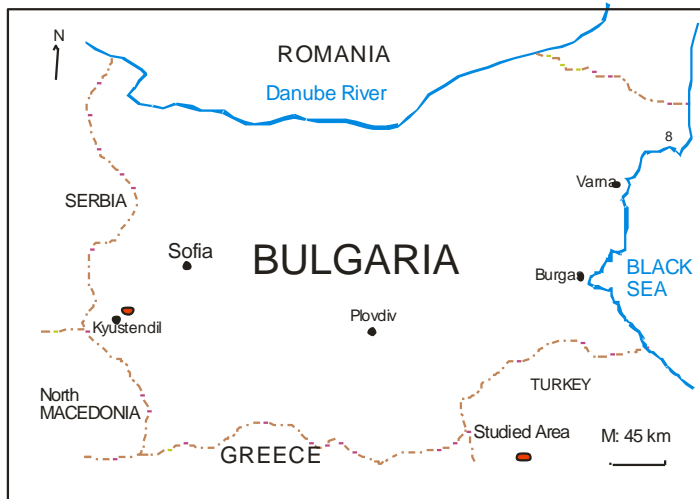 N
ROMANIA
Danube River
8
Varna
SERBIA
Sofia
BULGARIA
Burgas
BLACK
SEA
Kyustendil
Plovdiv
North
MACEDONIA
TURKEY
Studied Area
M: 45 km
GREECE